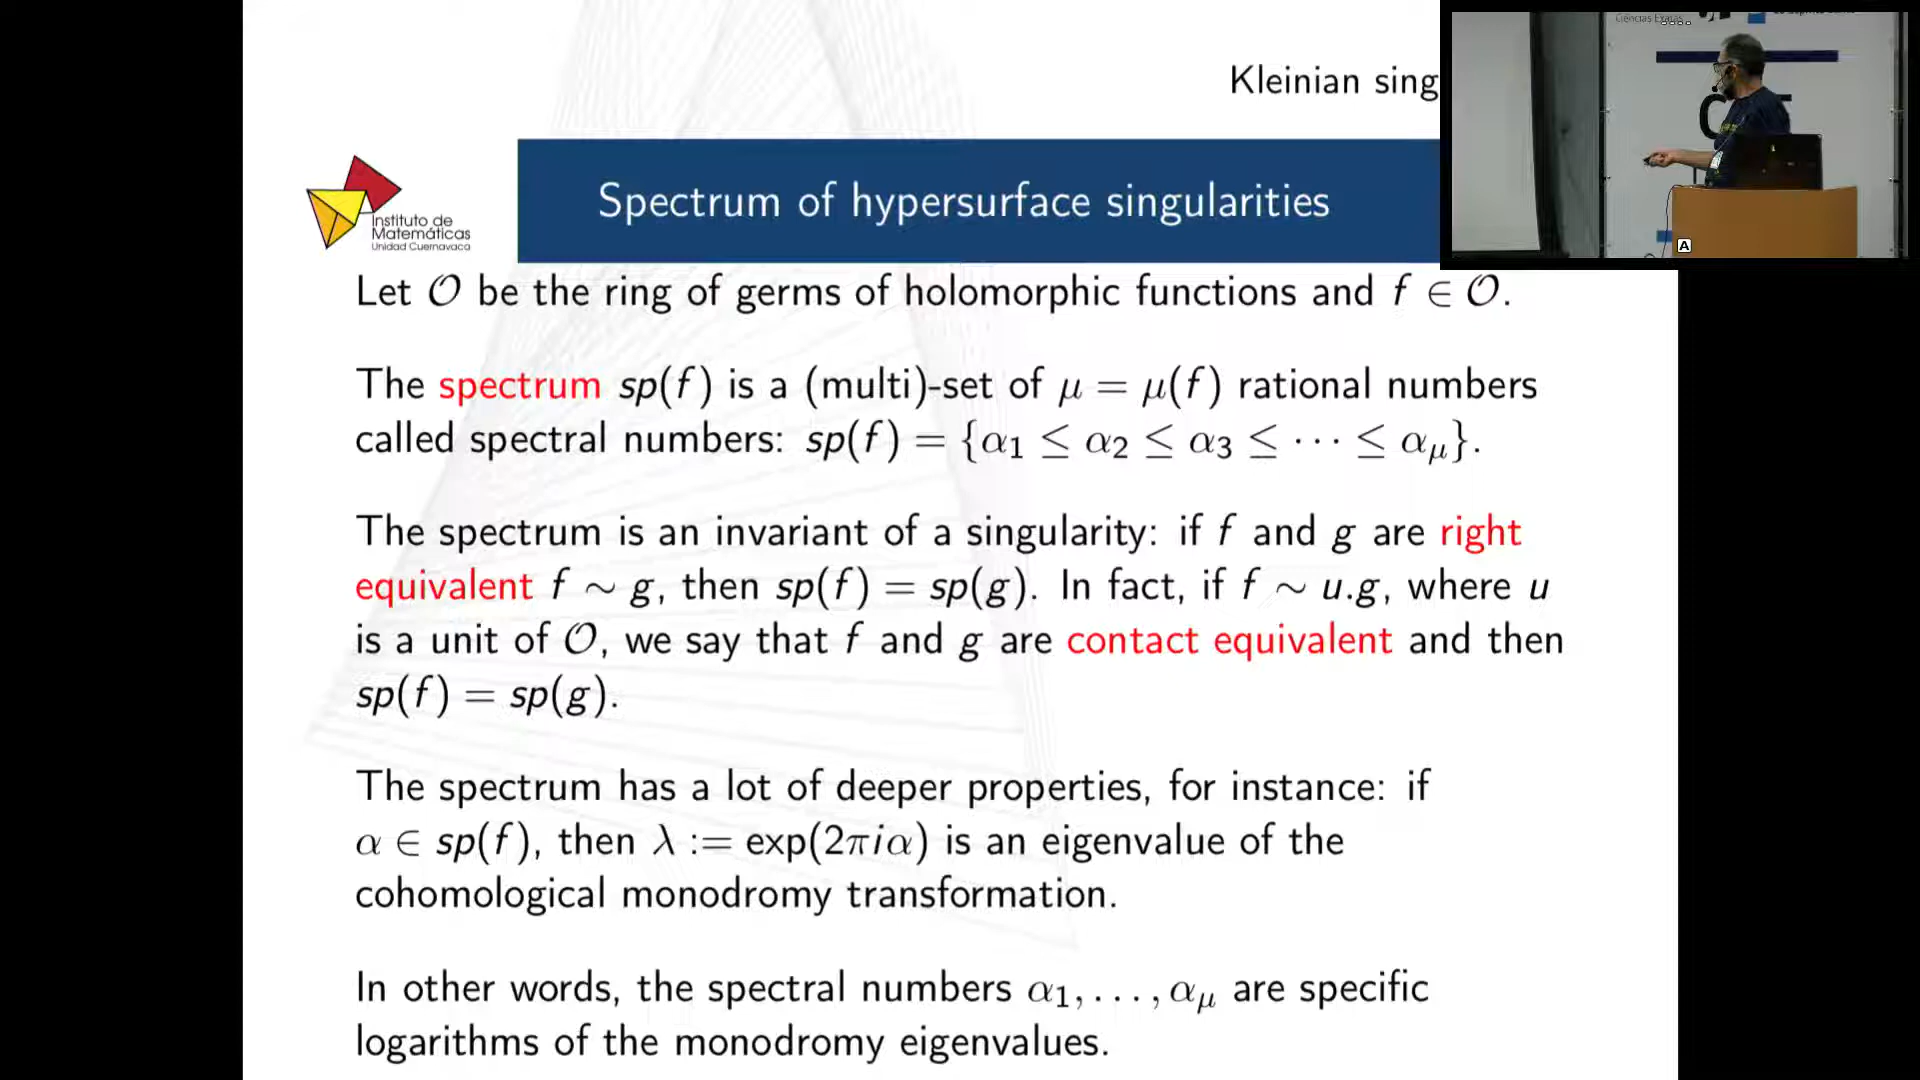 Kleinian sing
Ciências Exatas
Instituto de
Matemáticas
Unidad Cuernavaca
Spectrum of hypersurface singularities
A
Let 𝒪 be the ring of germs of holomorphic functions and f ∈ 𝒪.
The spectrum sp(f) is a (multi)-set of μ = μ(f) rational numbers
called spectral numbers: sp(f) = {α₁ ≤ α₂ ≤ α₃ ≤ ⋯ ≤ α_μ}.
The spectrum is an invariant of a singularity: if f and g are right
equivalent f ∼ g, then sp(f) = sp(g). In fact, if f ∼ u.g, where u
is a unit of 𝒪, we say that f and g are contact equivalent and then
sp(f) = sp(g).
The spectrum has a lot of deeper properties, for instance: if
α ∈ sp(f), then λ := exp(2πiα) is an eigenvalue of the
cohomological monodromy transformation.
In other words, the spectral numbers α₁, . . . , α_μ are specific
logarithms of the monodromy eigenvalues.